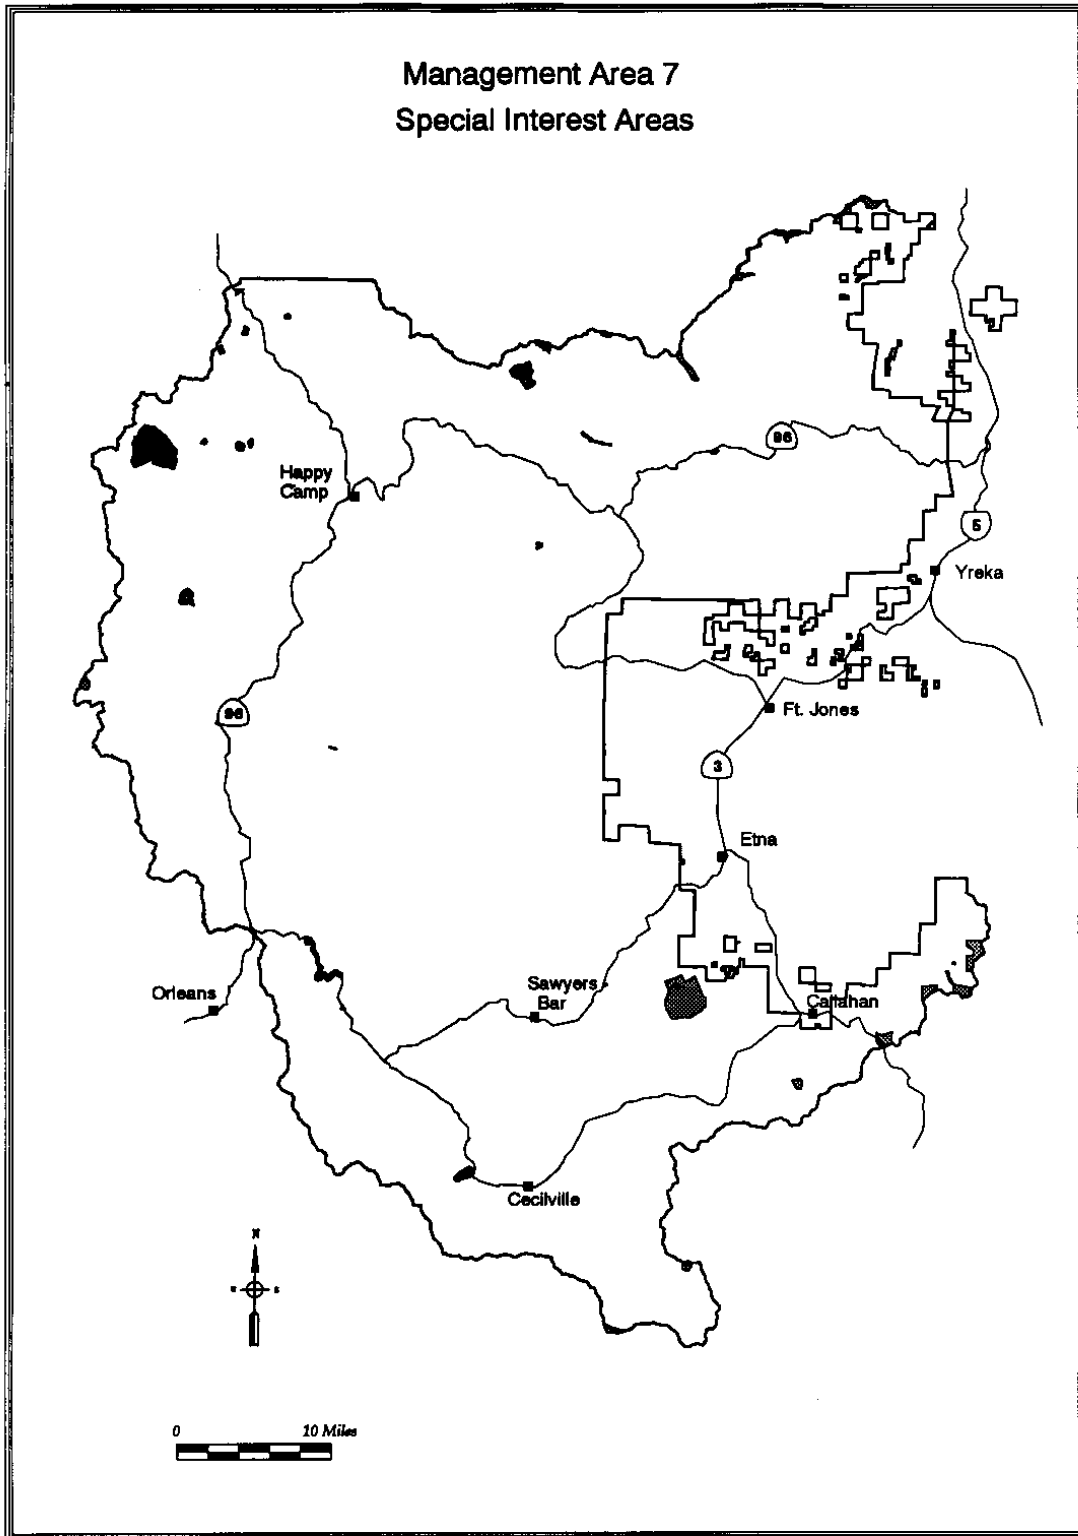 Management Area 7
Special Interest Areas
96
Happy
Camp
5
Yreka
96
Ft. Jones
3
Etna
Orleans
Sawyers
Bar
Callahan
Cecilville
N
0 10 Miles